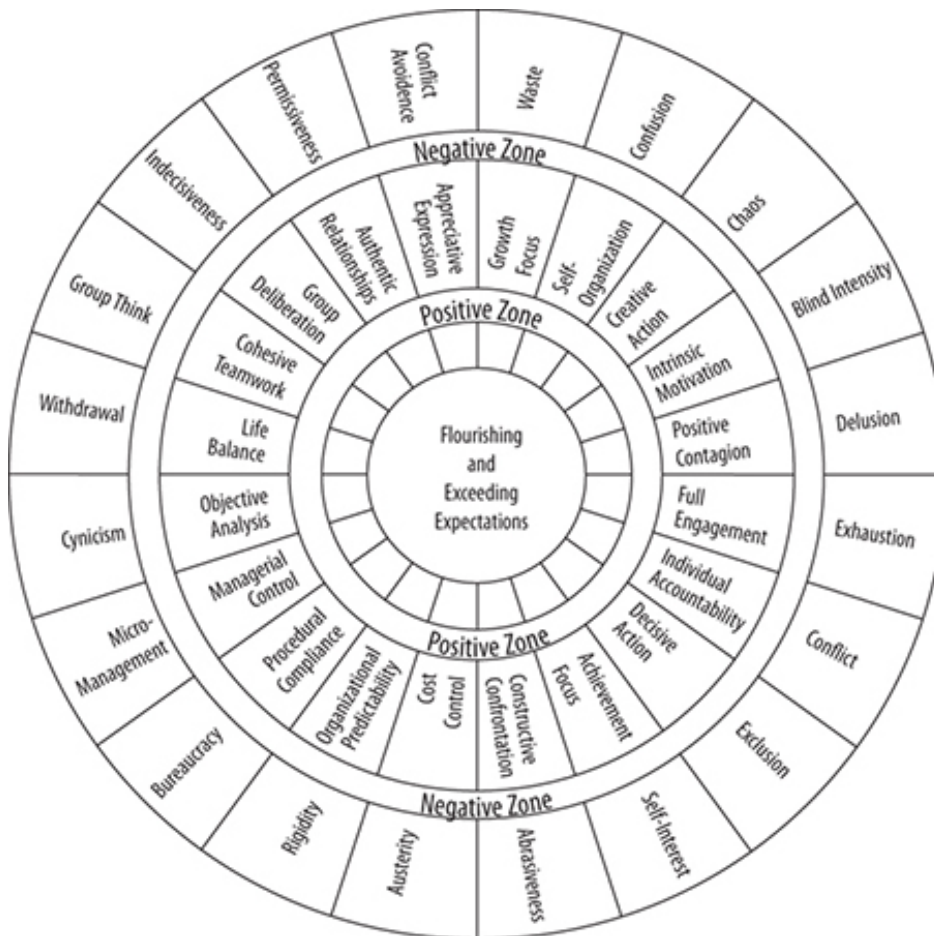 Waste
Confusion
Chaos
Blind Intensity
Delusion
Exhaustion
Conflict
Exclusion
Self-Interest
Abrasiveness
Austerity
Rigidity
Bureaucracy
Micro-
Management
Cynicism
Withdrawal
Group Think
Indecisiveness
Permissiveness
Conflict
Avoidence
Negative Zone
Growth
Focus
Self-
Organization
Creative
Action
Intrinsic
Motivation
Positive
Contagion
Full
Engagement
Individual
Accountability
Decisive
Action
Achievement
Focus
Constructive
Confrontation
Cost
Control
Organizational
Predictability
Procedural
Compliance
Managerial
Control
Objective
Analysis
Life
Balance
Cohesive
Teamwork
Group
Deliberation
Authentic
Relationships
Appreciative
Expression
Positive Zone
Flourishing
and
Exceeding
Expectations
Positive Zone
Negative Zone